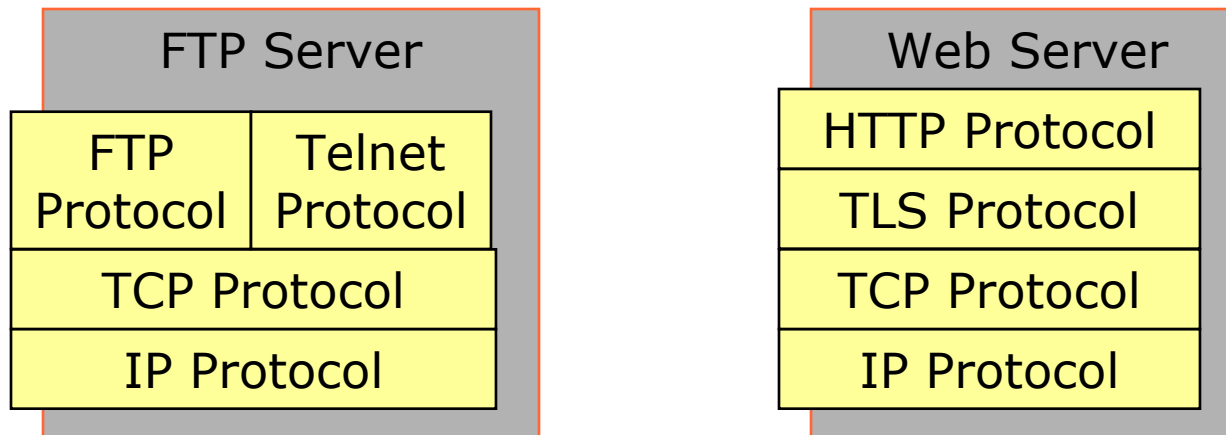 FTP Server
FTP
Protocol
Telnet
Protocol
TCP Protocol
IP Protocol
Web Server
HTTP Protocol
TLS Protocol
TCP Protocol
IP Protocol